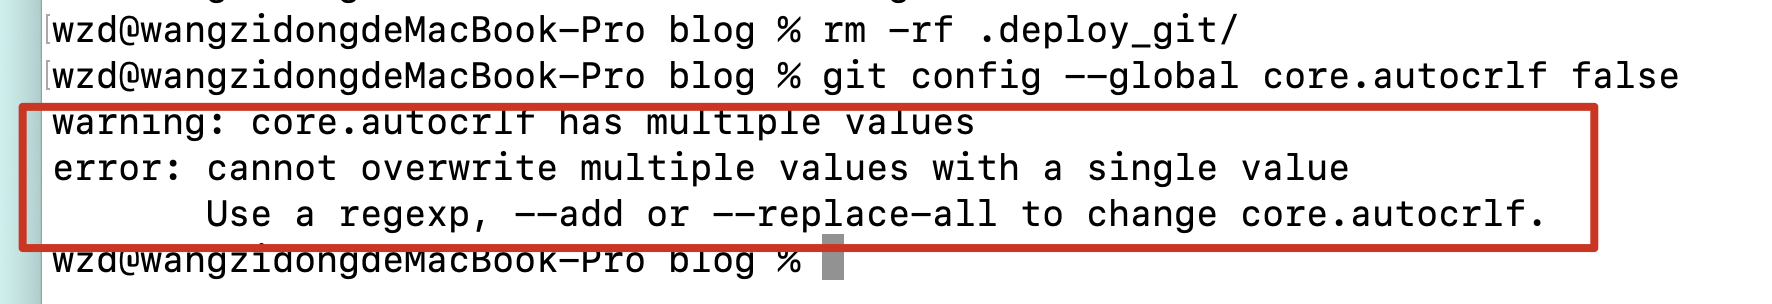 [wzd@wangzidongdeMacBook-Pro blog % rm -rf .deploy_git/
[wzd@wangzidongdeMacBook-Pro blog % git config --global core.autocrlf false
warning: core.autocrlf has multiple values
error: cannot overwrite multiple values with a single value
Use a regexp, --add or --replace-all to change core.autocrlf.
wzd@wangzidongdeMacBook-Pro blog %